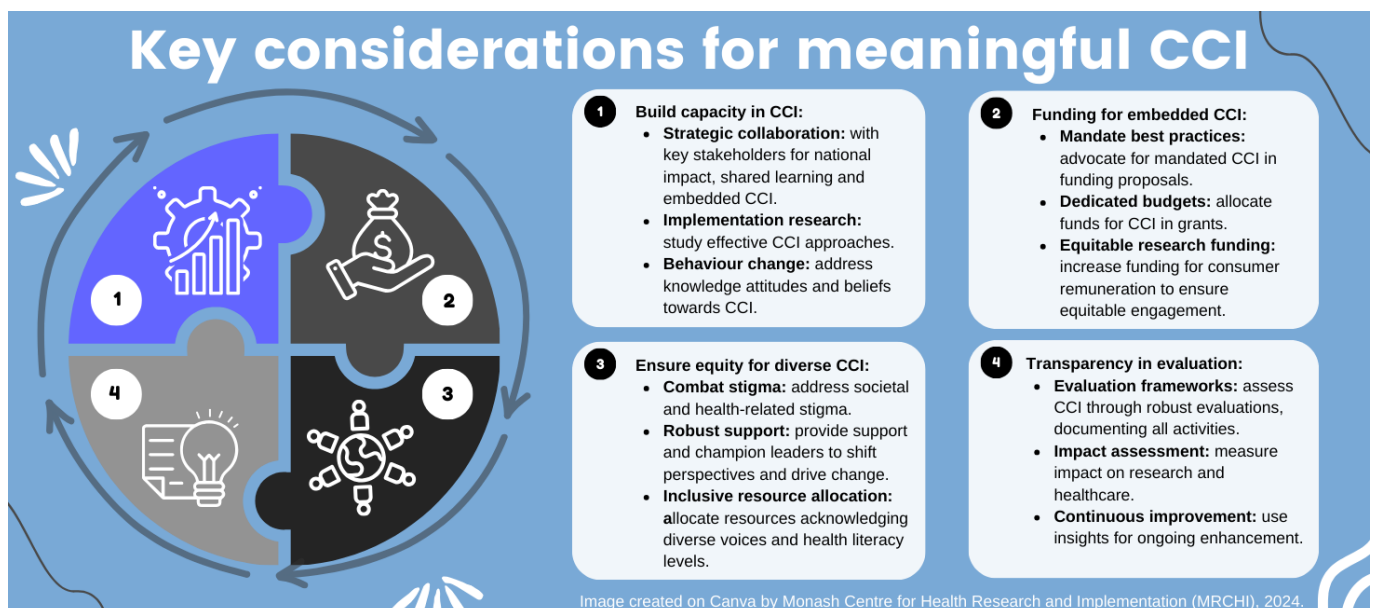 Key considerations for meaningful CCI
1
2
3
4
$
1
Build capacity in CCI:
• Strategic collaboration: with
key stakeholders for national
impact, shared learning and
embedded CCI.
• Implementation research:
study effective CCI approaches.
• Behaviour change: address
knowledge attitudes and beliefs
towards CCI.
2
Funding for embedded CCI:
• Mandate best practices:
advocate for mandated CCI in
funding proposals.
• Dedicated budgets: allocate
funds for CCI in grants.
• Equitable research funding:
increase funding for consumer
remuneration to ensure
equitable engagement.
3
Ensure equity for diverse CCI:
• Combat stigma: address societal
and health-related stigma.
• Robust support: provide support
and champion leaders to shift
perspectives and drive change.
• Inclusive resource allocation:
allocate resources acknowledging
diverse voices and health literacy
levels.
4
Transparency in evaluation:
• Evaluation frameworks: assess
CCI through robust evaluations,
documenting all activities.
• Impact assessment: measure
impact on research and
healthcare.
• Continuous improvement: use
insights for ongoing enhancement.
Image created on Canva by Monash Centre for Health Research and Implementation (MRCHI), 2024.